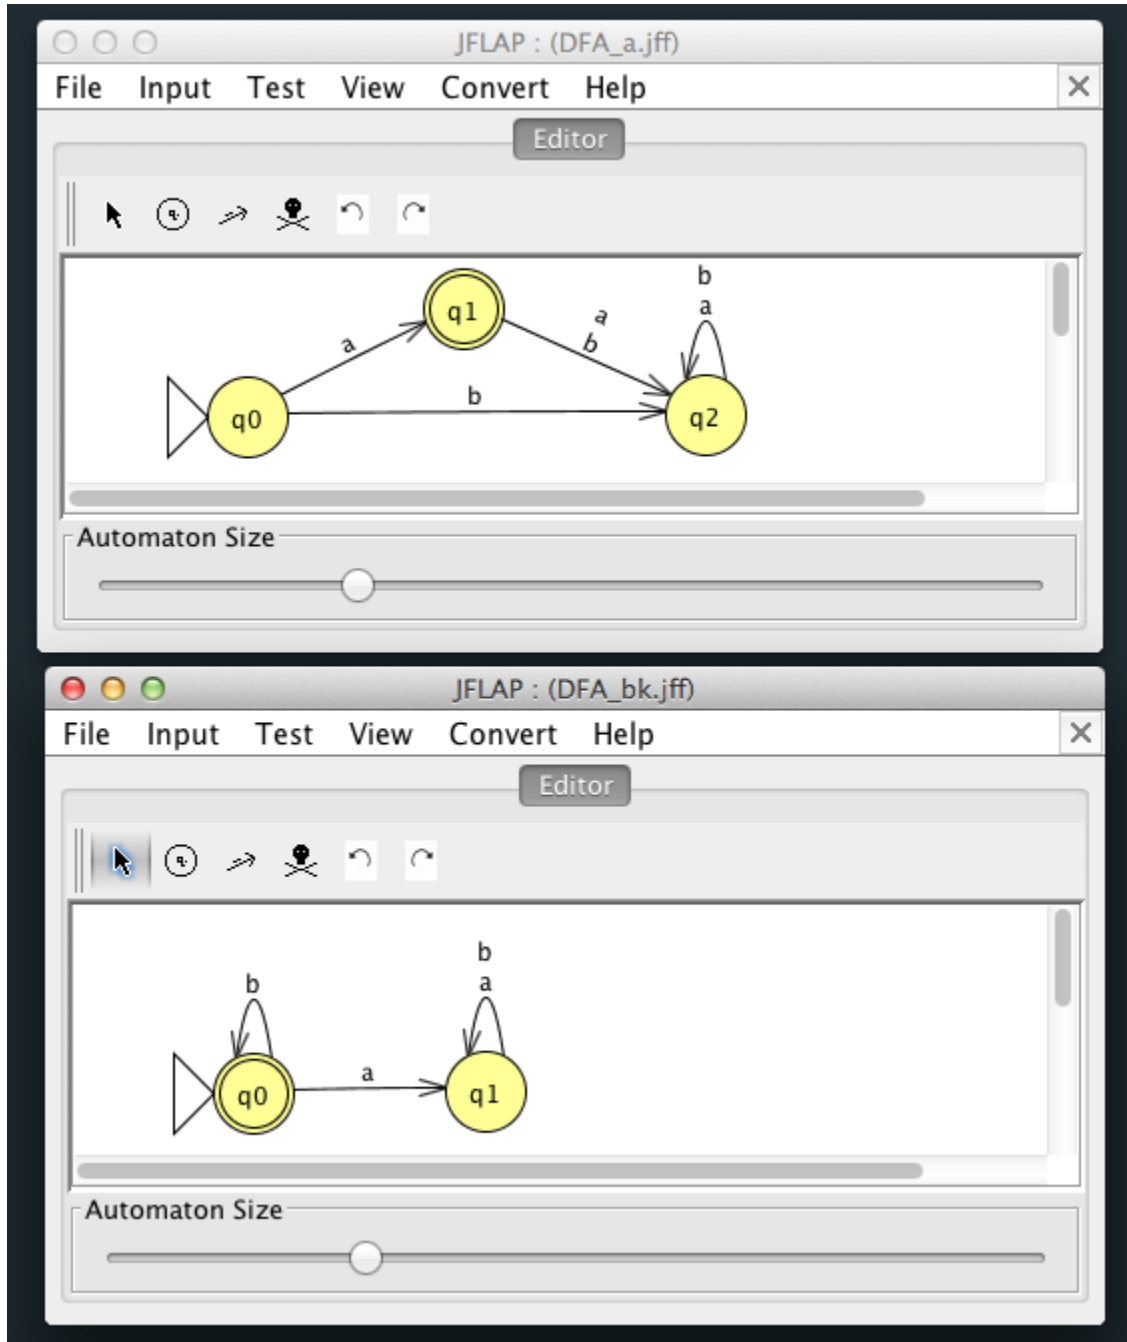 JFLAP : (DFA_a.jff)
File Input Test View Convert Help
Editor
b
a
a
b
a
b
q1
q0
q2
Automaton Size
JFLAP : (DFA_bk.jff)
File Input Test View Convert Help
Editor
b
a
b
a
q0
q1
Automaton Size